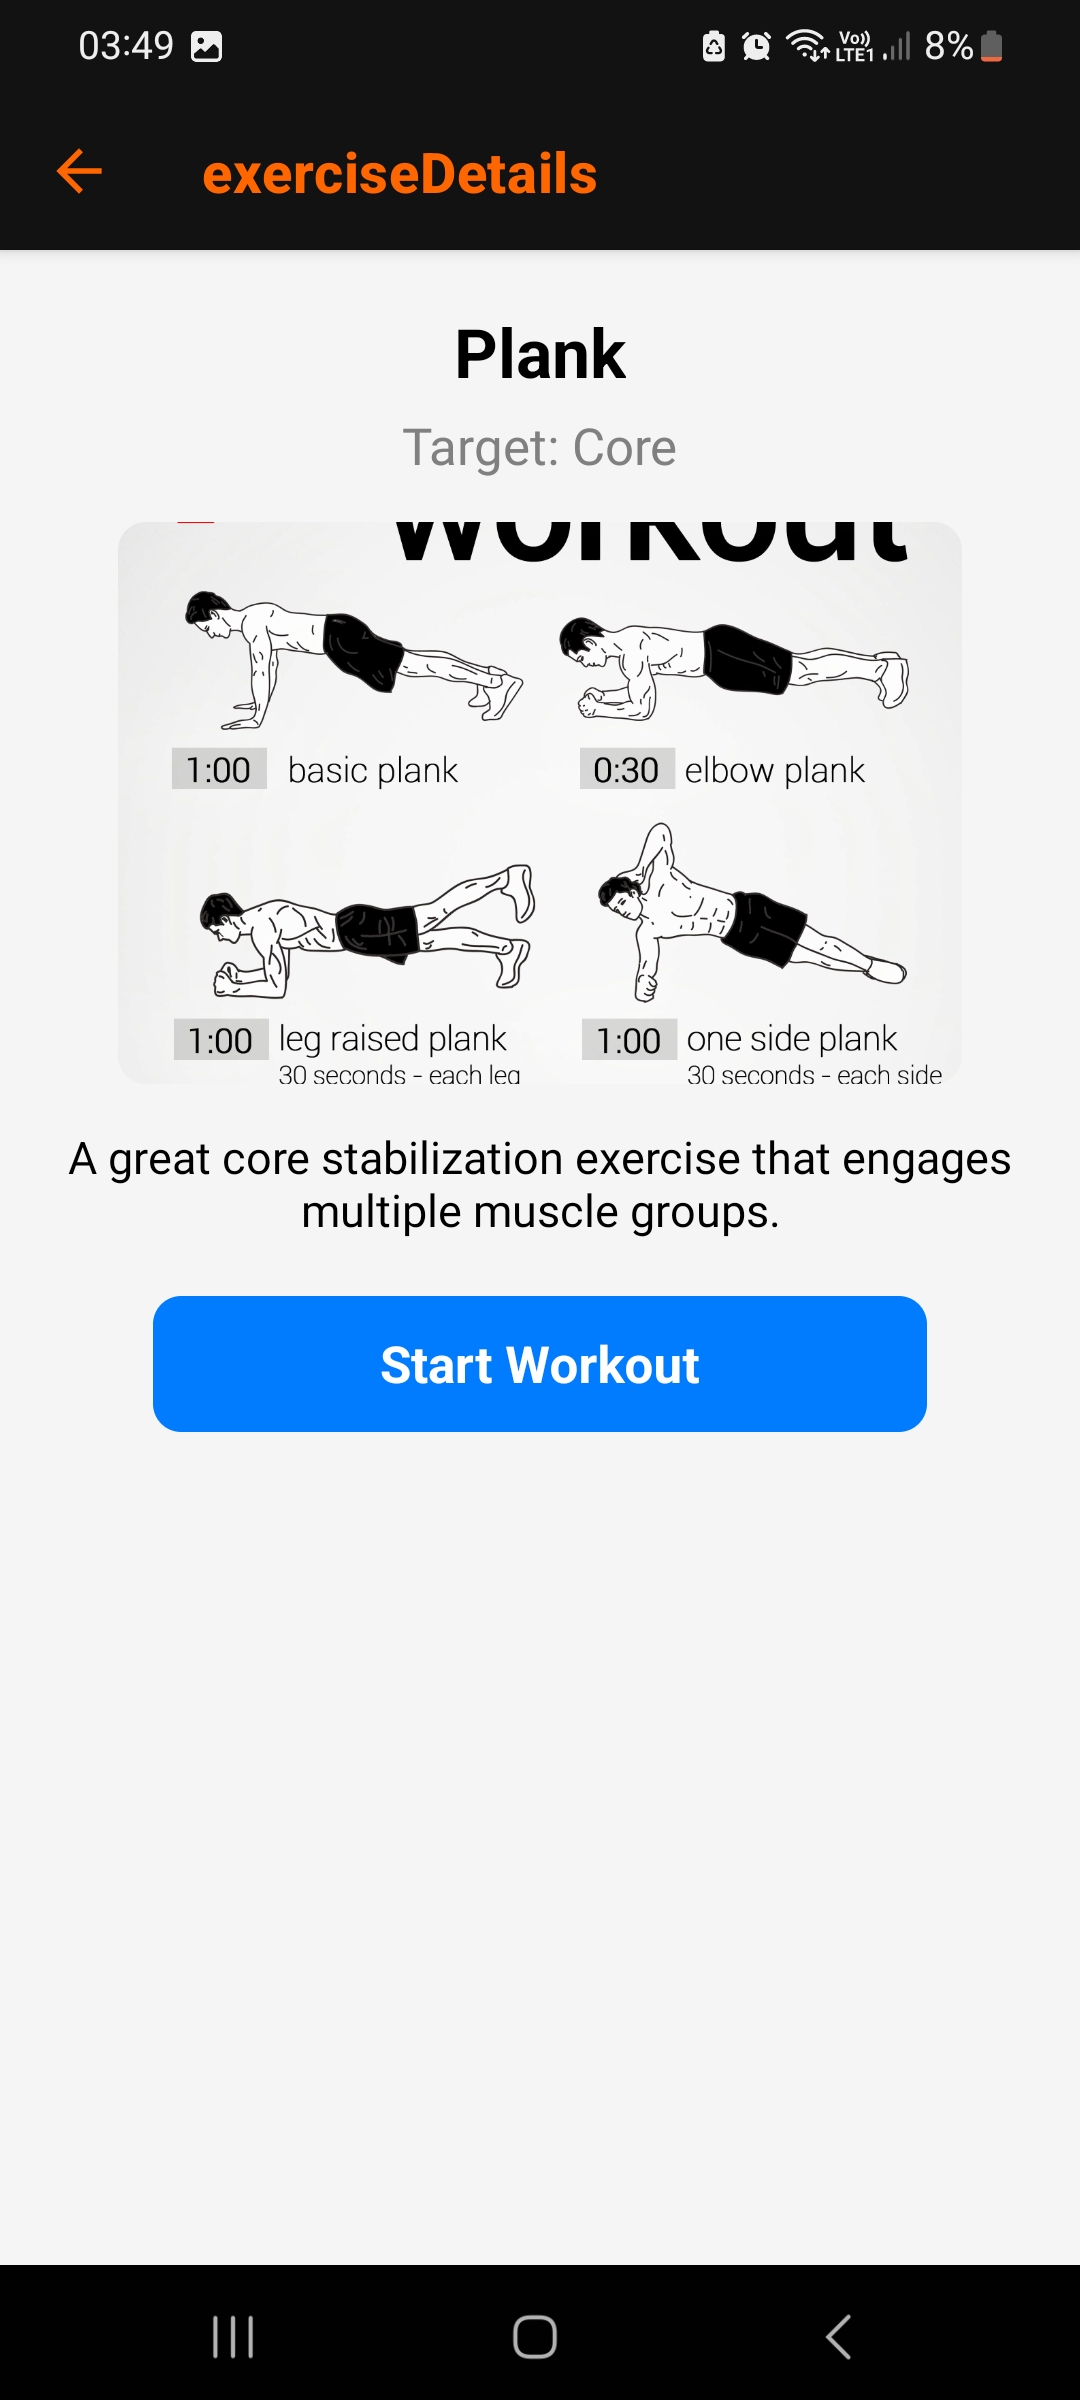 03:49 Vo)) LTE1 8%
exerciseDetails
Plank
Target: Core
workout
1:00 basic plank 0:30 elbow plank
1:00 leg raised plank 1:00 one side plank
30 seconds - each leg 30 seconds - each side
A great core stabilization exercise that engages
multiple muscle groups.
Start Workout